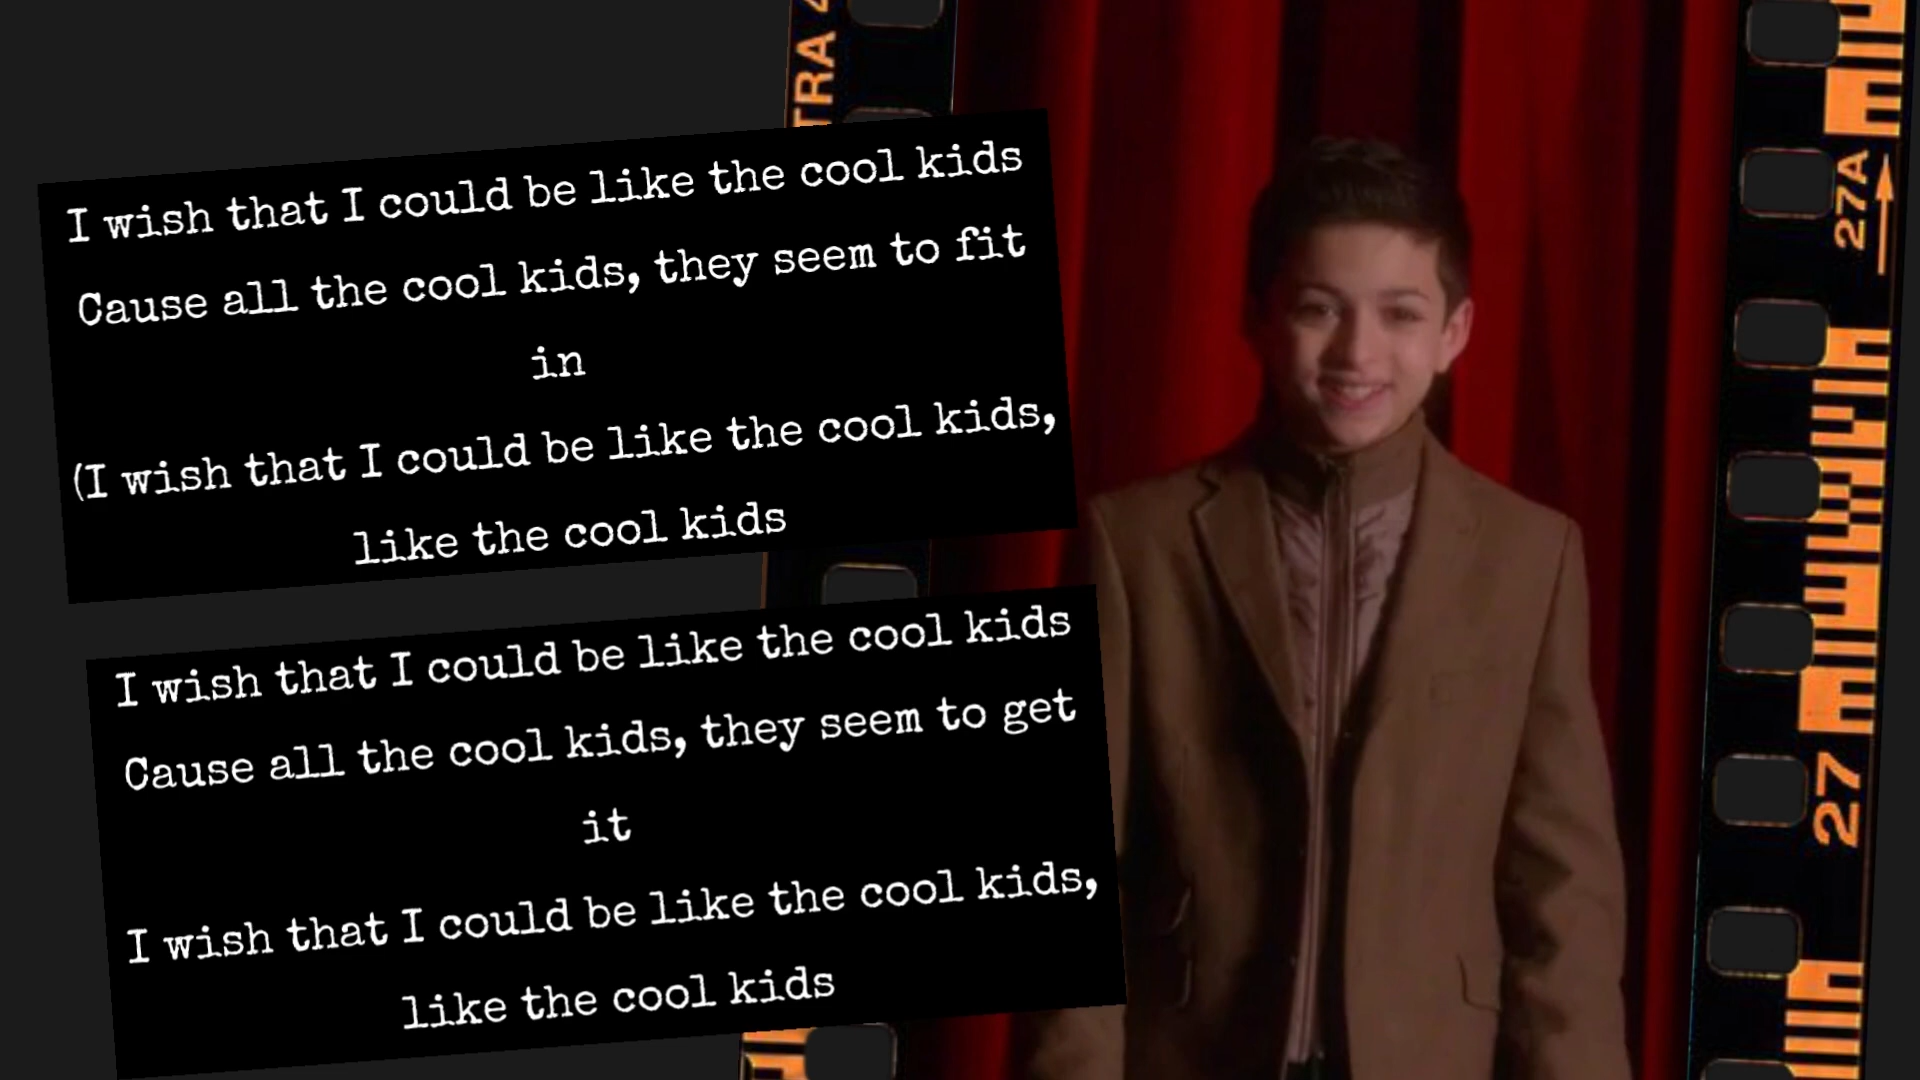 TRA 4
I wish that I could be like the cool kids
Cause all the cool kids, they seem to fit
in
(I wish that I could be like the cool kids,
like the cool kids
I wish that I could be like the cool kids
Cause all the cool kids, they seem to get
it
I wish that I could be like the cool kids,
like the cool kids
27A
27